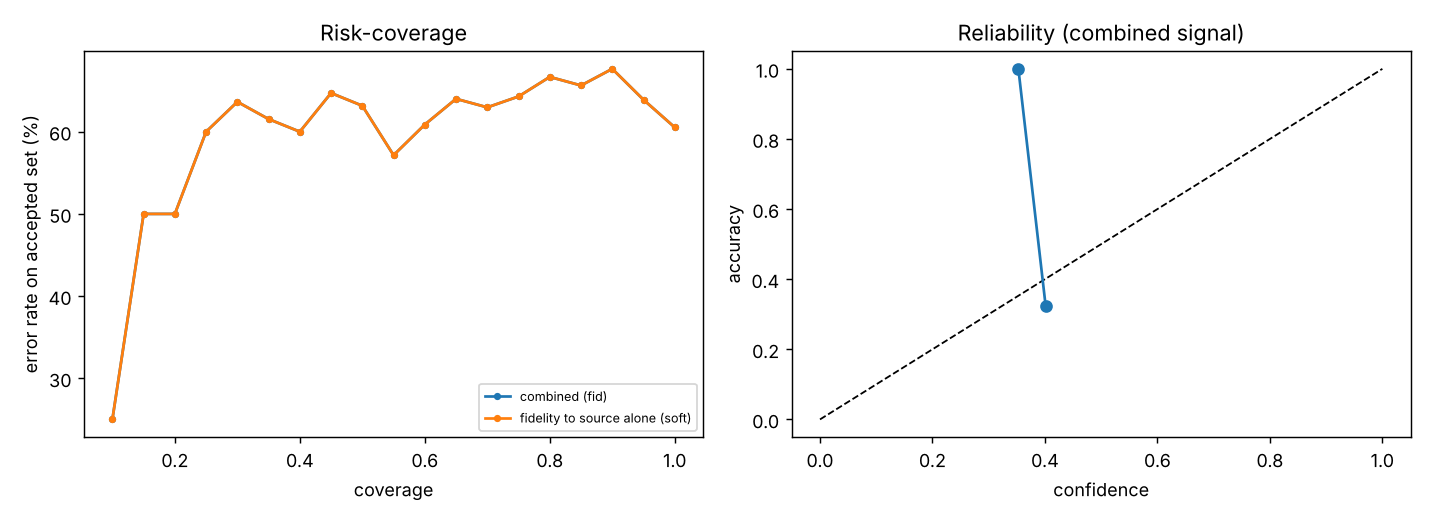 Risk-coverage
error rate on accepted set (%)
60
50
40
30
0.2 0.4 0.6 0.8 1.0
coverage
combined (fid)
fidelity to source alone (soft)
Reliability (combined signal)
accuracy
1.0
0.8
0.6
0.4
0.2
0.0
0.0 0.2 0.4 0.6 0.8 1.0
confidence